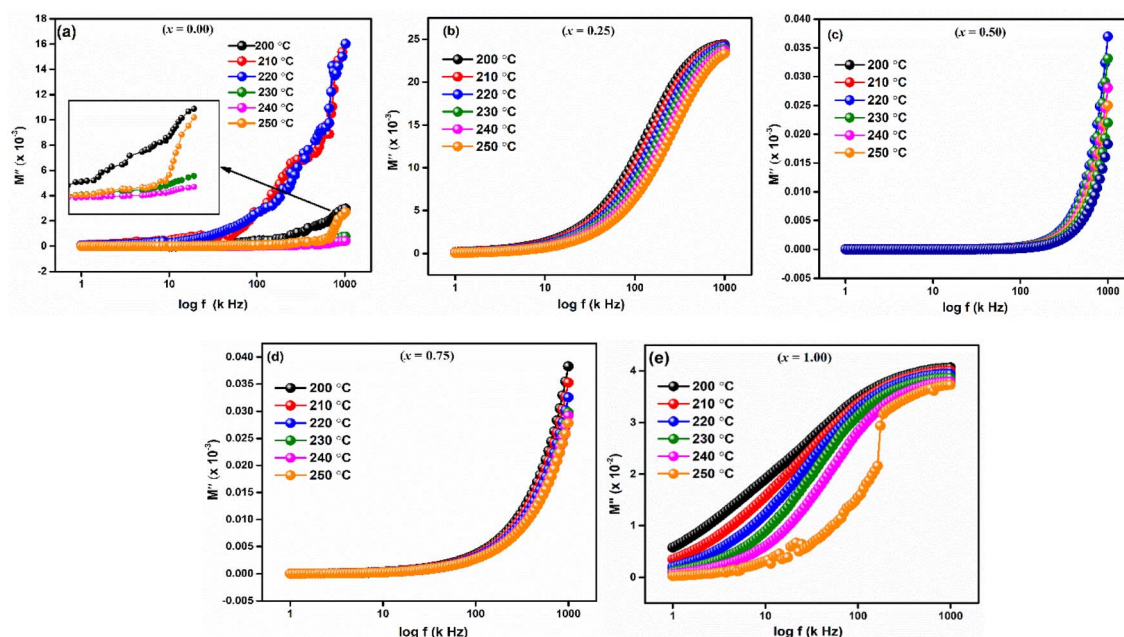 (a)
(x = 0.00)
200 °C
210 °C
220 °C
230 °C
240 °C
250 °C
18
16
14
12
10
8
6
4
2
0
-2
M'' (x 10⁻³)
1
10
100
1000
log f (k Hz)
(b)
(x = 0.25)
200 °C
210 °C
220 °C
230 °C
240 °C
250 °C
25
20
15
10
5
0
M'' (x 10⁻³)
1
10
100
1000
log f (k Hz)
(c)
(x = 0.50)
200 °C
210 °C
220 °C
230 °C
240 °C
250 °C
0.040
0.035
0.030
0.025
0.020
0.015
0.010
0.005
0.000
-0.005
M'' (x 10⁻³)
1
10
100
1000
log f (k Hz)
(d)
(x = 0.75)
200 °C
210 °C
220 °C
230 °C
240 °C
250 °C
0.040
0.035
0.030
0.025
0.020
0.015
0.010
0.005
0.000
-0.005
M'' (x 10⁻³)
1
10
100
1000
log f (k Hz)
(e)
(x = 1.00)
200 °C
210 °C
220 °C
230 °C
240 °C
250 °C
4
2
0
M'' (x 10⁻²)
1
10
100
1000
log f (k Hz)